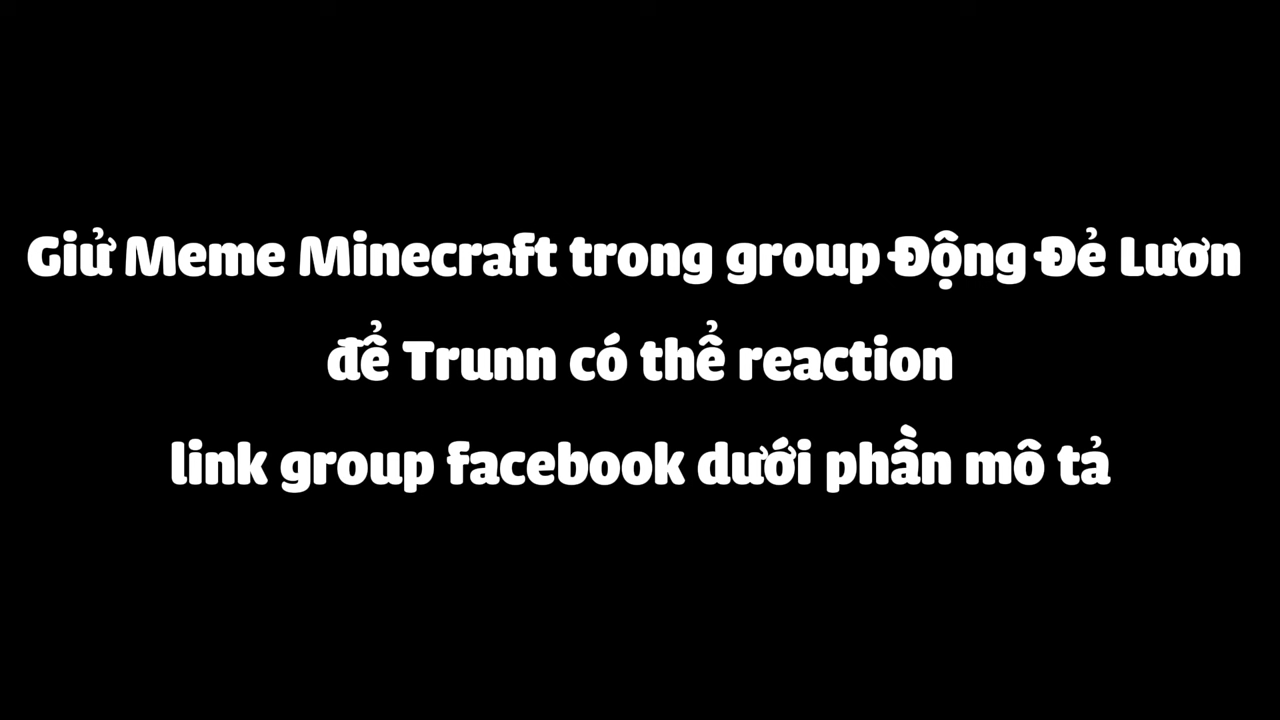 Giử Meme Minecraft trong group Động Đẻ Lươn
để Trunn có thể reaction
link group facebook dưới phần mô tả